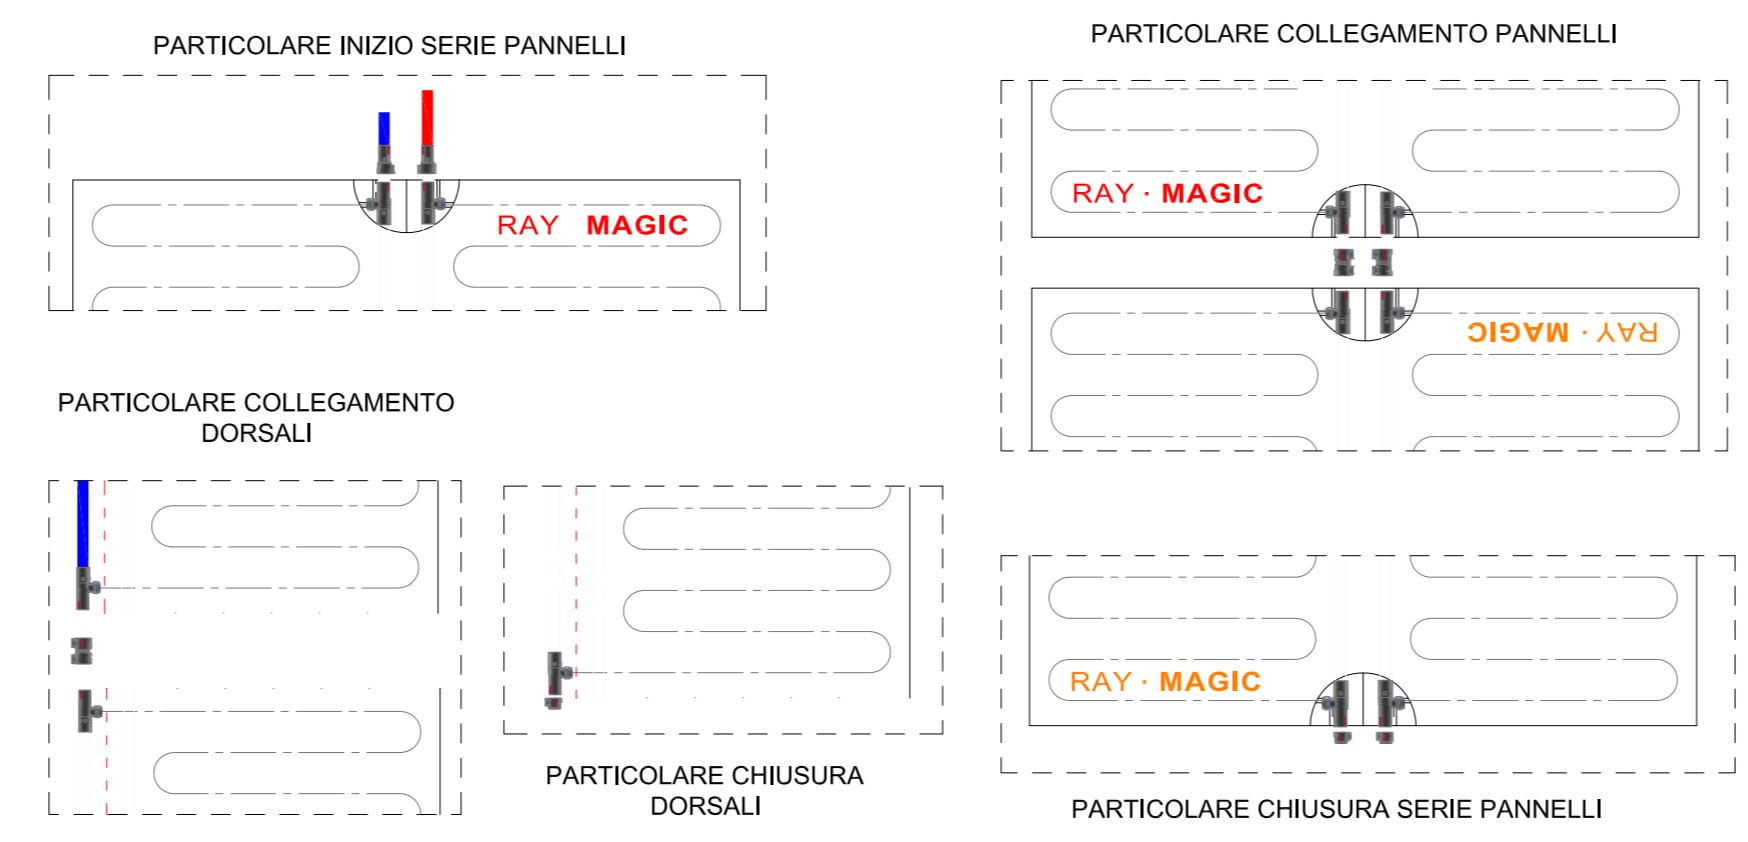 PARTICOLARE INIZIO SERIE PANNELLI
RAY MAGIC
PARTICOLARE COLLEGAMENTO PANNELLI
RAY · MAGIC
RAY · MAGIC
PARTICOLARE COLLEGAMENTO
DORSALI
PARTICOLARE CHIUSURA
DORSALI
RAY · MAGIC
PARTICOLARE CHIUSURA SERIE PANNELLI